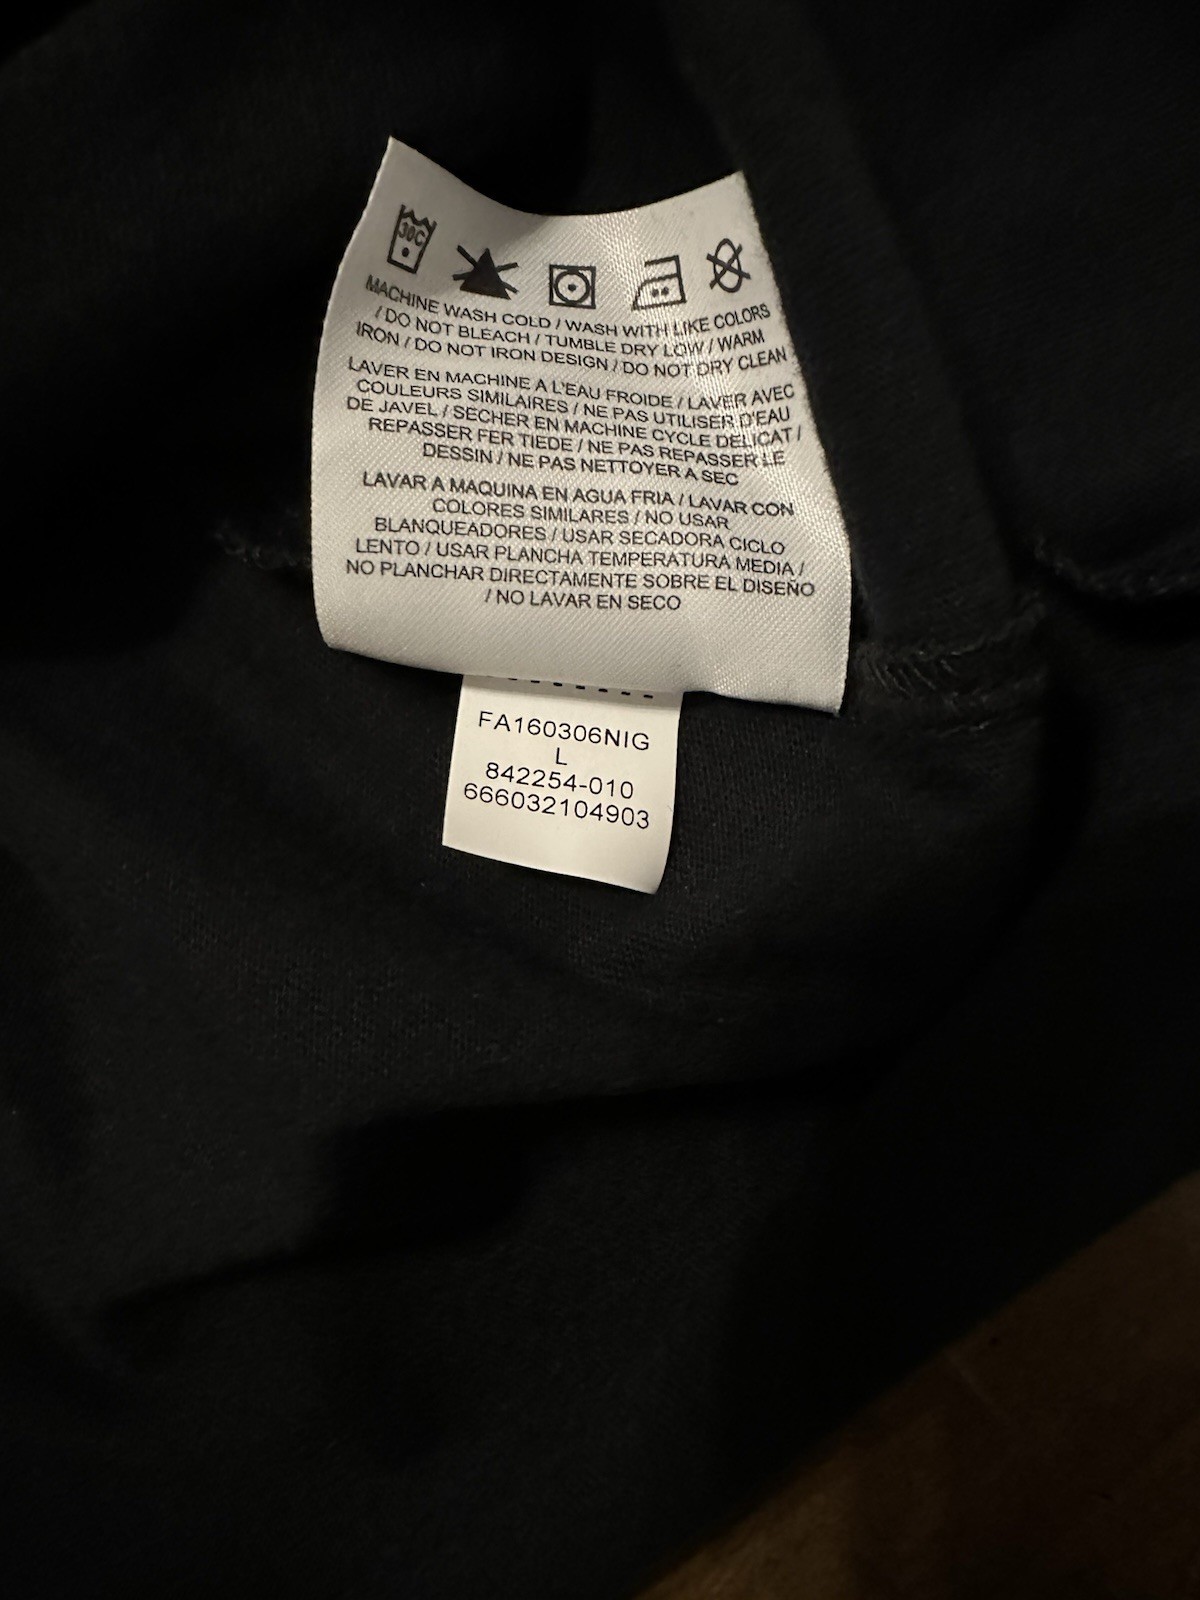 30C
MACHINE WASH COLD / WASH WITH LIKE COLORS
/ DO NOT BLEACH / TUMBLE DRY LOW / WARM
IRON / DO NOT IRON DESIGN / DO NOT DRY CLEAN
LAVER EN MACHINE A L'EAU FROIDE / LAVER AVEC
COULEURS SIMILAIRES / NE PAS UTILISER D'EAU
DE JAVEL / SECHER EN MACHINE CYCLE DELICAT /
REPASSER FER TIEDE / NE PAS REPASSER LE
DESSIN / NE PAS NETTOYER A SEC
LAVAR A MAQUINA EN AGUA FRIA / LAVAR CON
COLORES SIMILARES / NO USAR
BLANQUEADORES / USAR SECADORA CICLO
LENTO / USAR PLANCHA TEMPERATURA MEDIA /
NO PLANCHAR DIRECTAMENTE SOBRE EL DISEÑO
/ NO LAVAR EN SECO
FA160306NIG
L
842254-010
666032104903